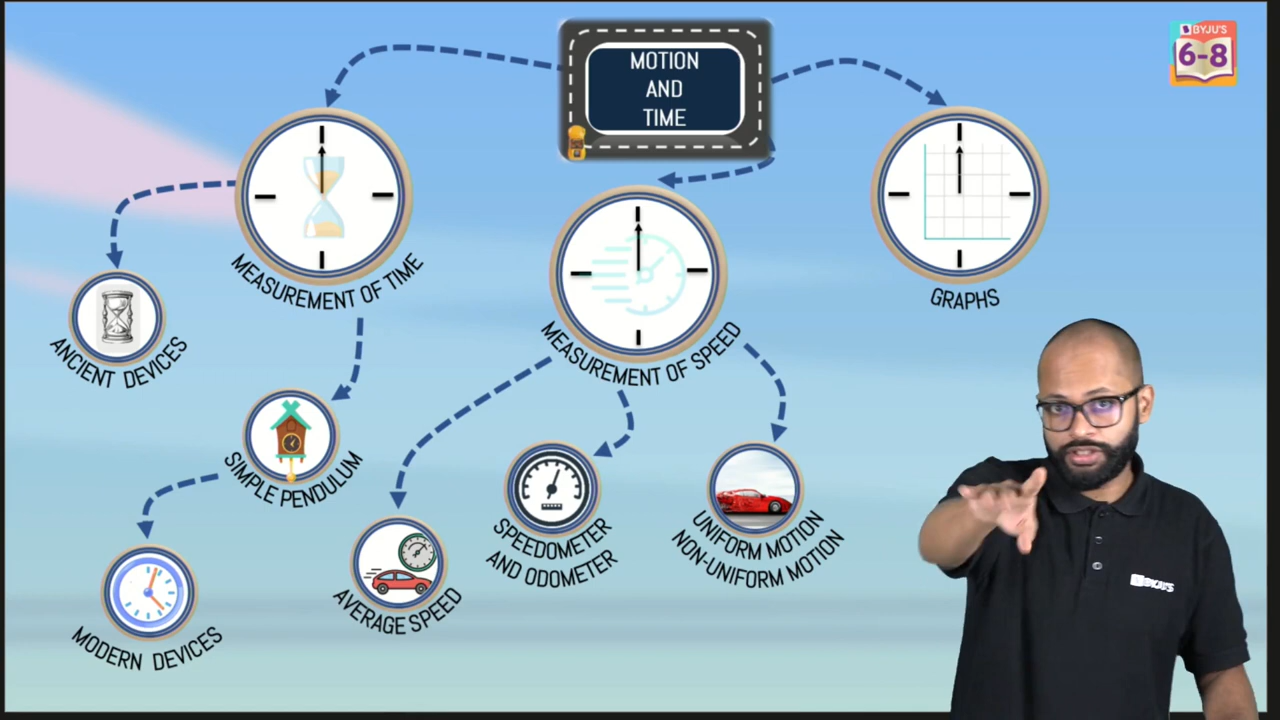 MOTION
AND
TIME
BYJU'S
6-8
MEASUREMENT OF TIME
ANCIENT DEVICES
SIMPLE PENDULUM
MODERN DEVICES
MEASUREMENT OF SPEED
AVERAGE SPEED
SPEEDOMETER
AND ODOMETER
UNIFORM MOTION
NON-UNIFORM MOTION
GRAPHS
BYJU'S